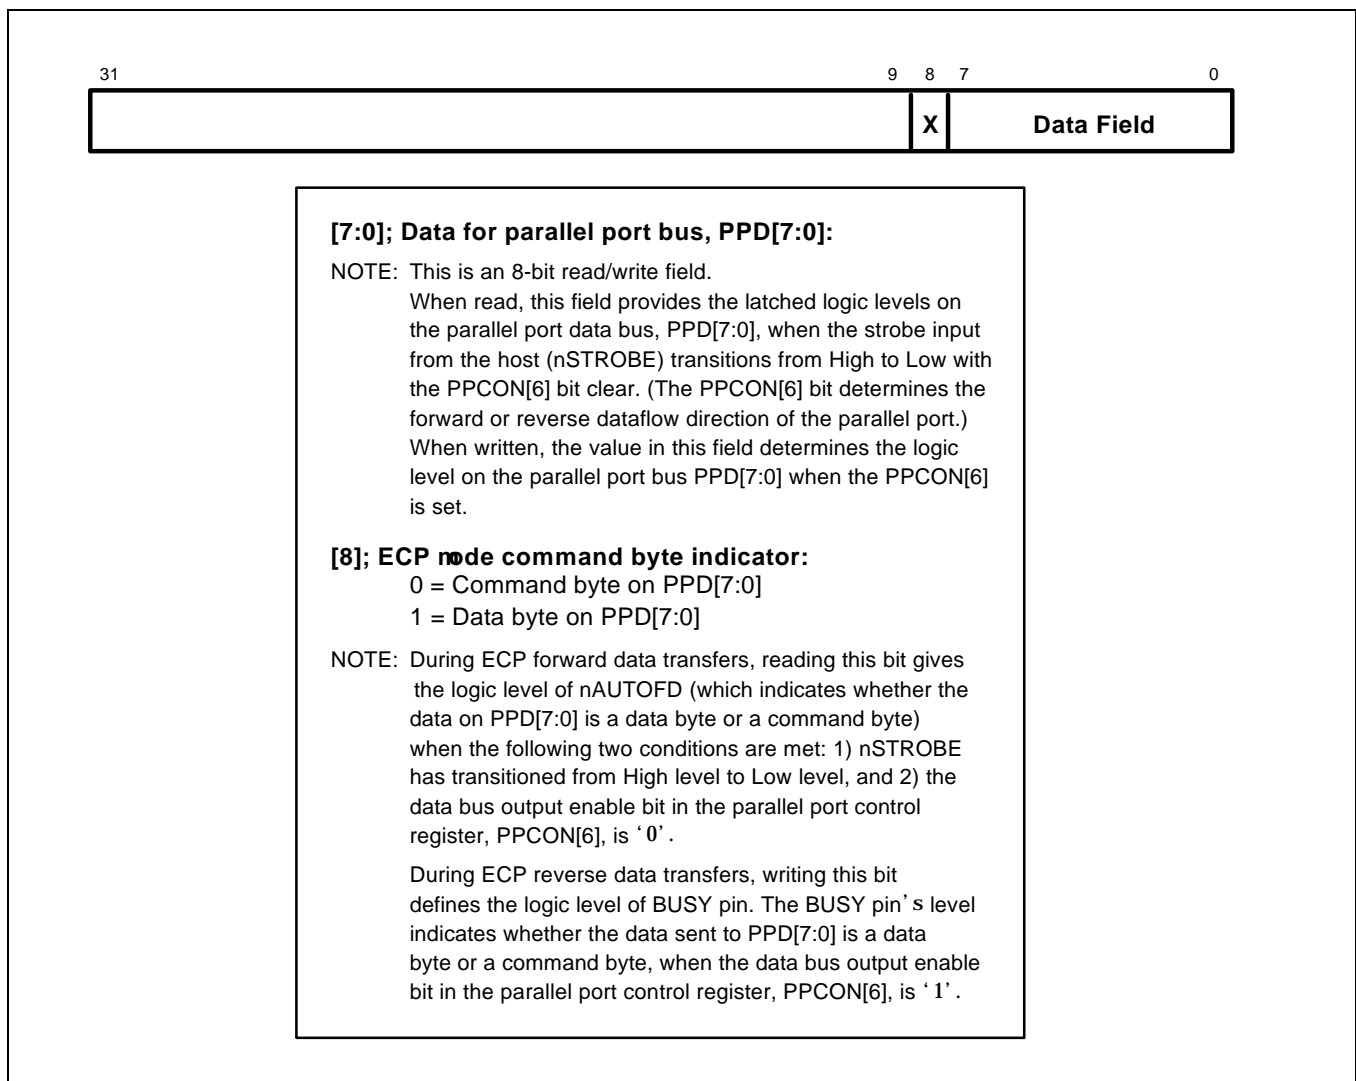 31 9 8 7 0
X Data Field
[7:0]; Data for parallel port bus, PPD[7:0]:
NOTE: This is an 8-bit read/write field.
When read, this field provides the latched logic levels on
the parallel port data bus, PPD[7:0], when the strobe input
from the host (nSTROBE) transitions from High to Low with
the PPCON[6] bit clear. (The PPCON[6] bit determines the
forward or reverse dataflow direction of the parallel port.)
When written, the value in this field determines the logic
level on the parallel port bus PPD[7:0] when the PPCON[6]
is set.
[8]; ECP mode command byte indicator:
0 = Command byte on PPD[7:0]
1 = Data byte on PPD[7:0]
NOTE: During ECP forward data transfers, reading this bit gives
the logic level of nAUTOFD (which indicates whether the
data on PPD[7:0] is a data byte or a command byte)
when the following two conditions are met: 1) nSTROBE
has transitioned from High level to Low level, and 2) the
data bus output enable bit in the parallel port control
register, PPCON[6], is ‘0’.
During ECP reverse data transfers, writing this bit
defines the logic level of BUSY pin. The BUSY pin’s level
indicates whether the data sent to PPD[7:0] is a data
byte or a command byte, when the data bus output enable
bit in the parallel port control register, PPCON[6], is ‘1’.